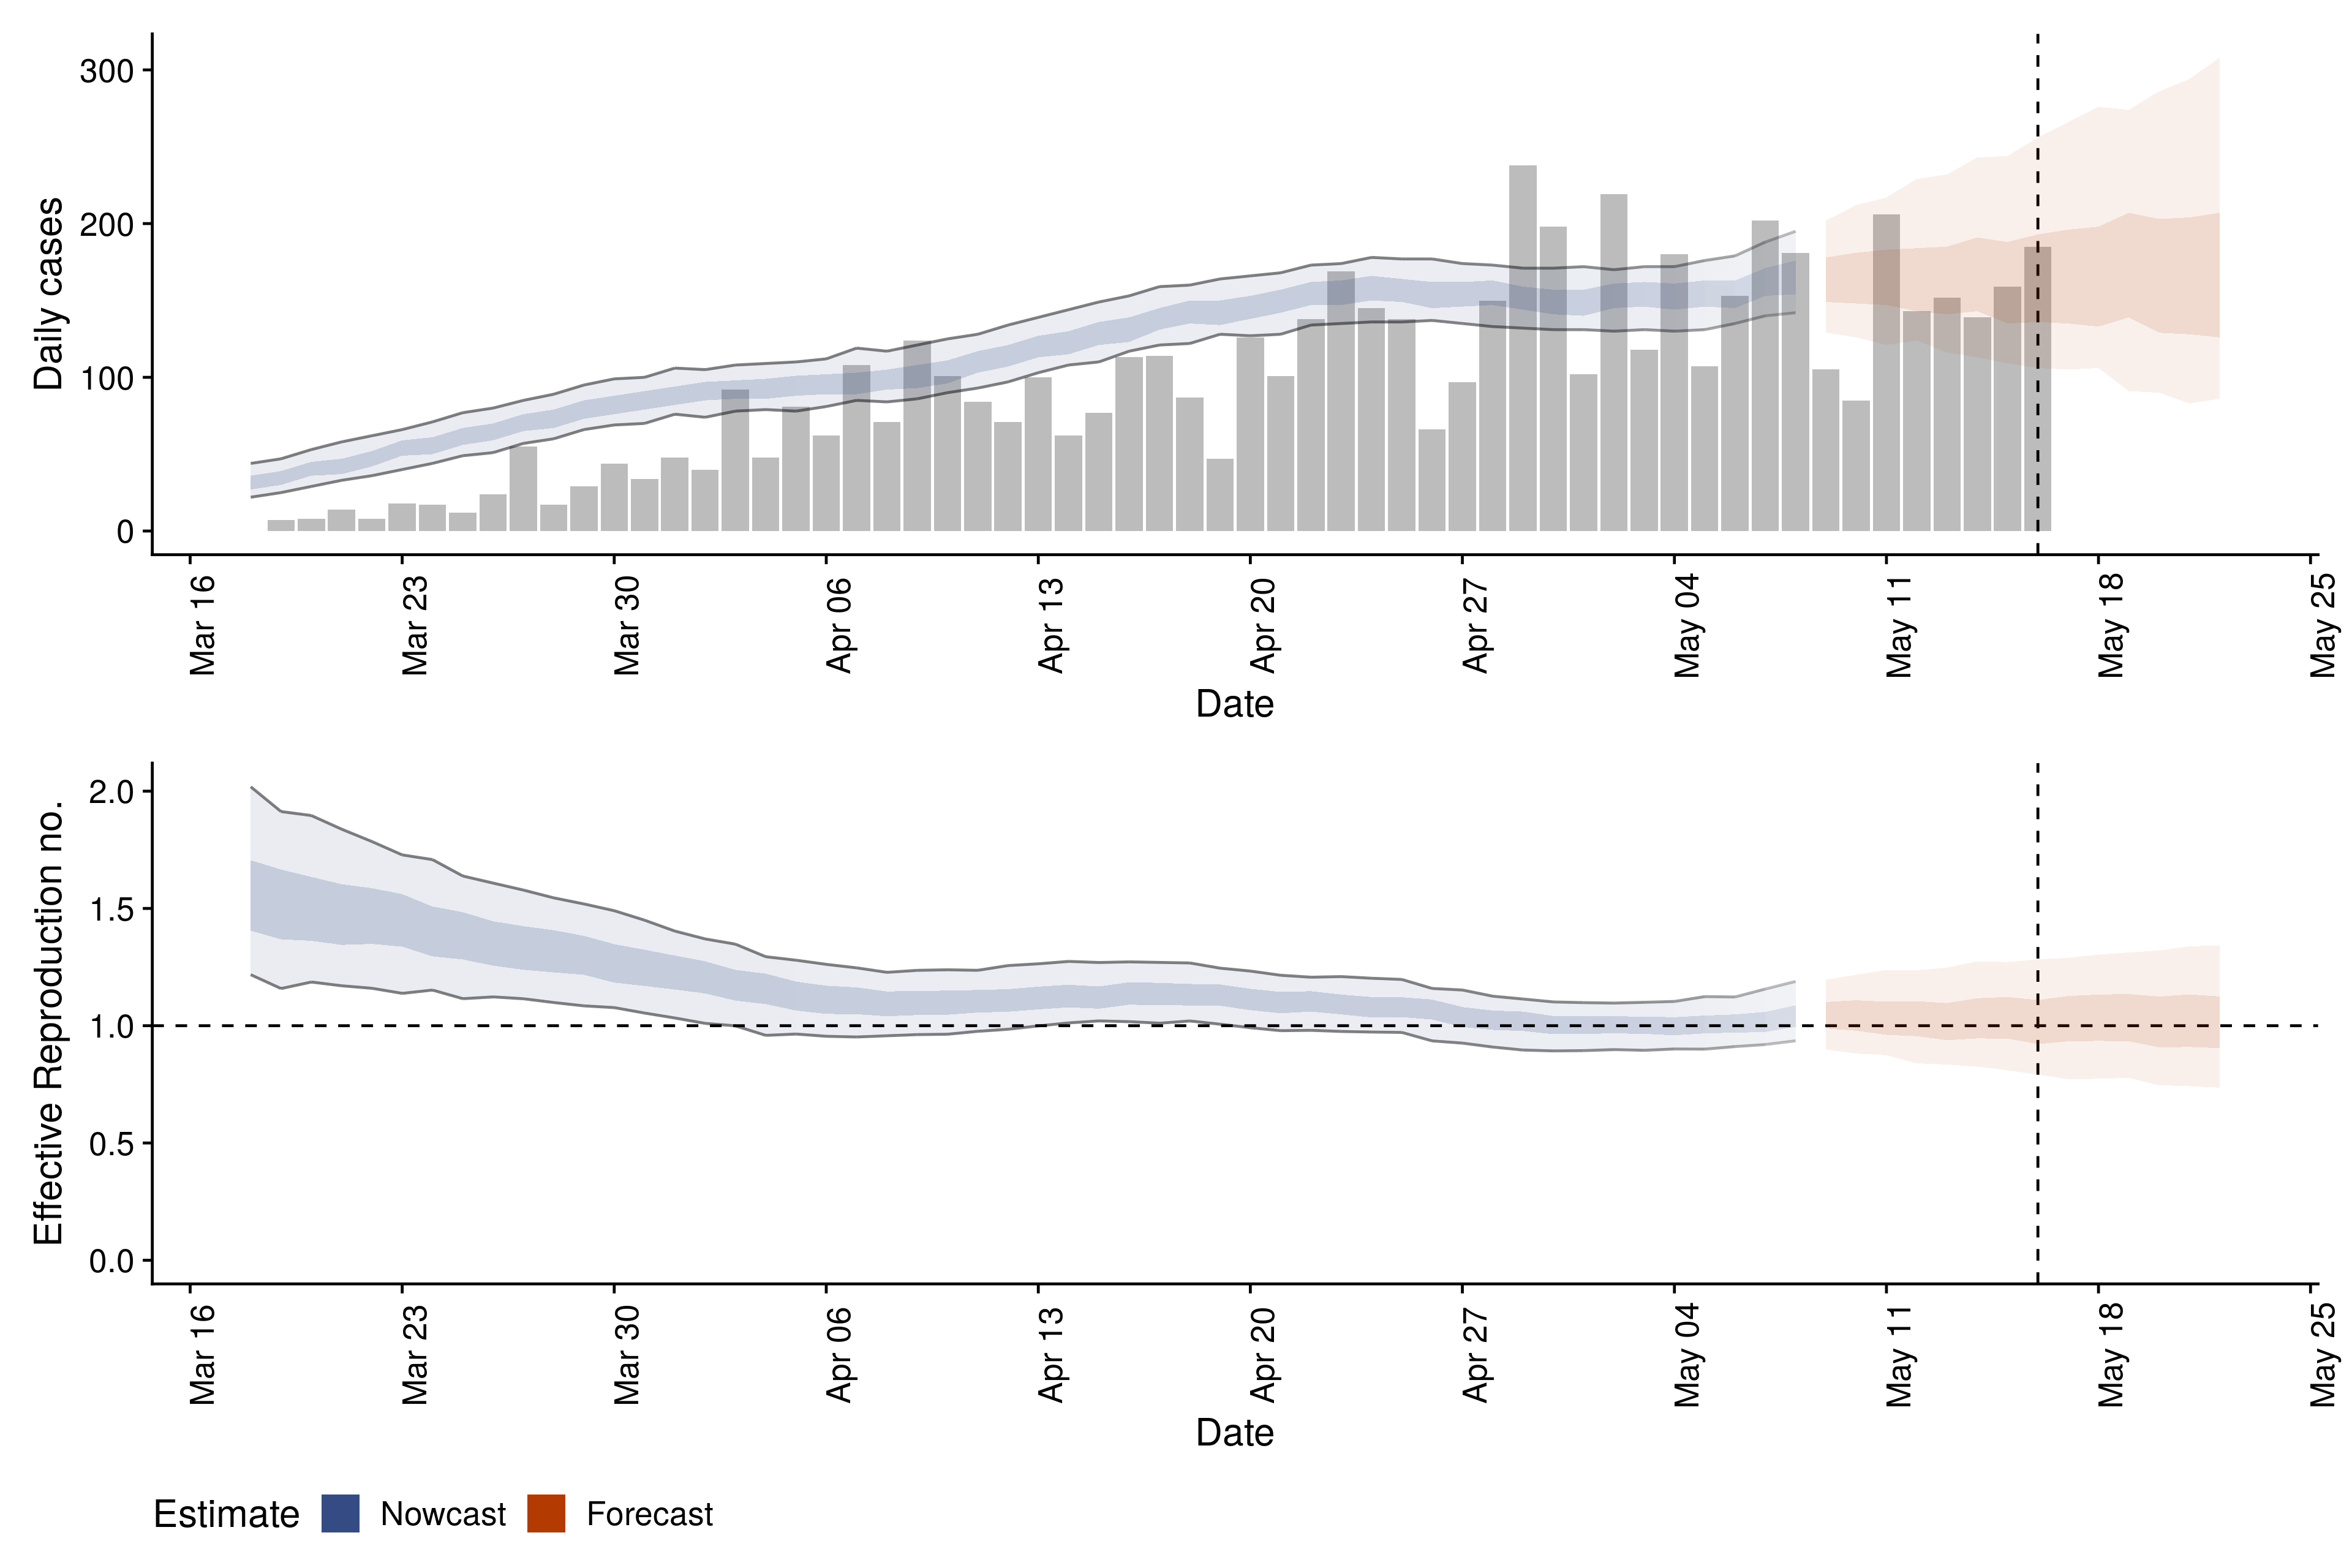 300
200
100
0
Daily cases
Mar 16
Mar 23
Mar 30
Apr 06
Apr 13
Apr 20
Apr 27
May 04
May 11
May 18
May 25
Date
2.0
1.5
1.0
0.5
0.0
Effective Reproduction no.
Mar 16
Mar 23
Mar 30
Apr 06
Apr 13
Apr 20
Apr 27
May 04
May 11
May 18
May 25
Date
Estimate Nowcast Forecast